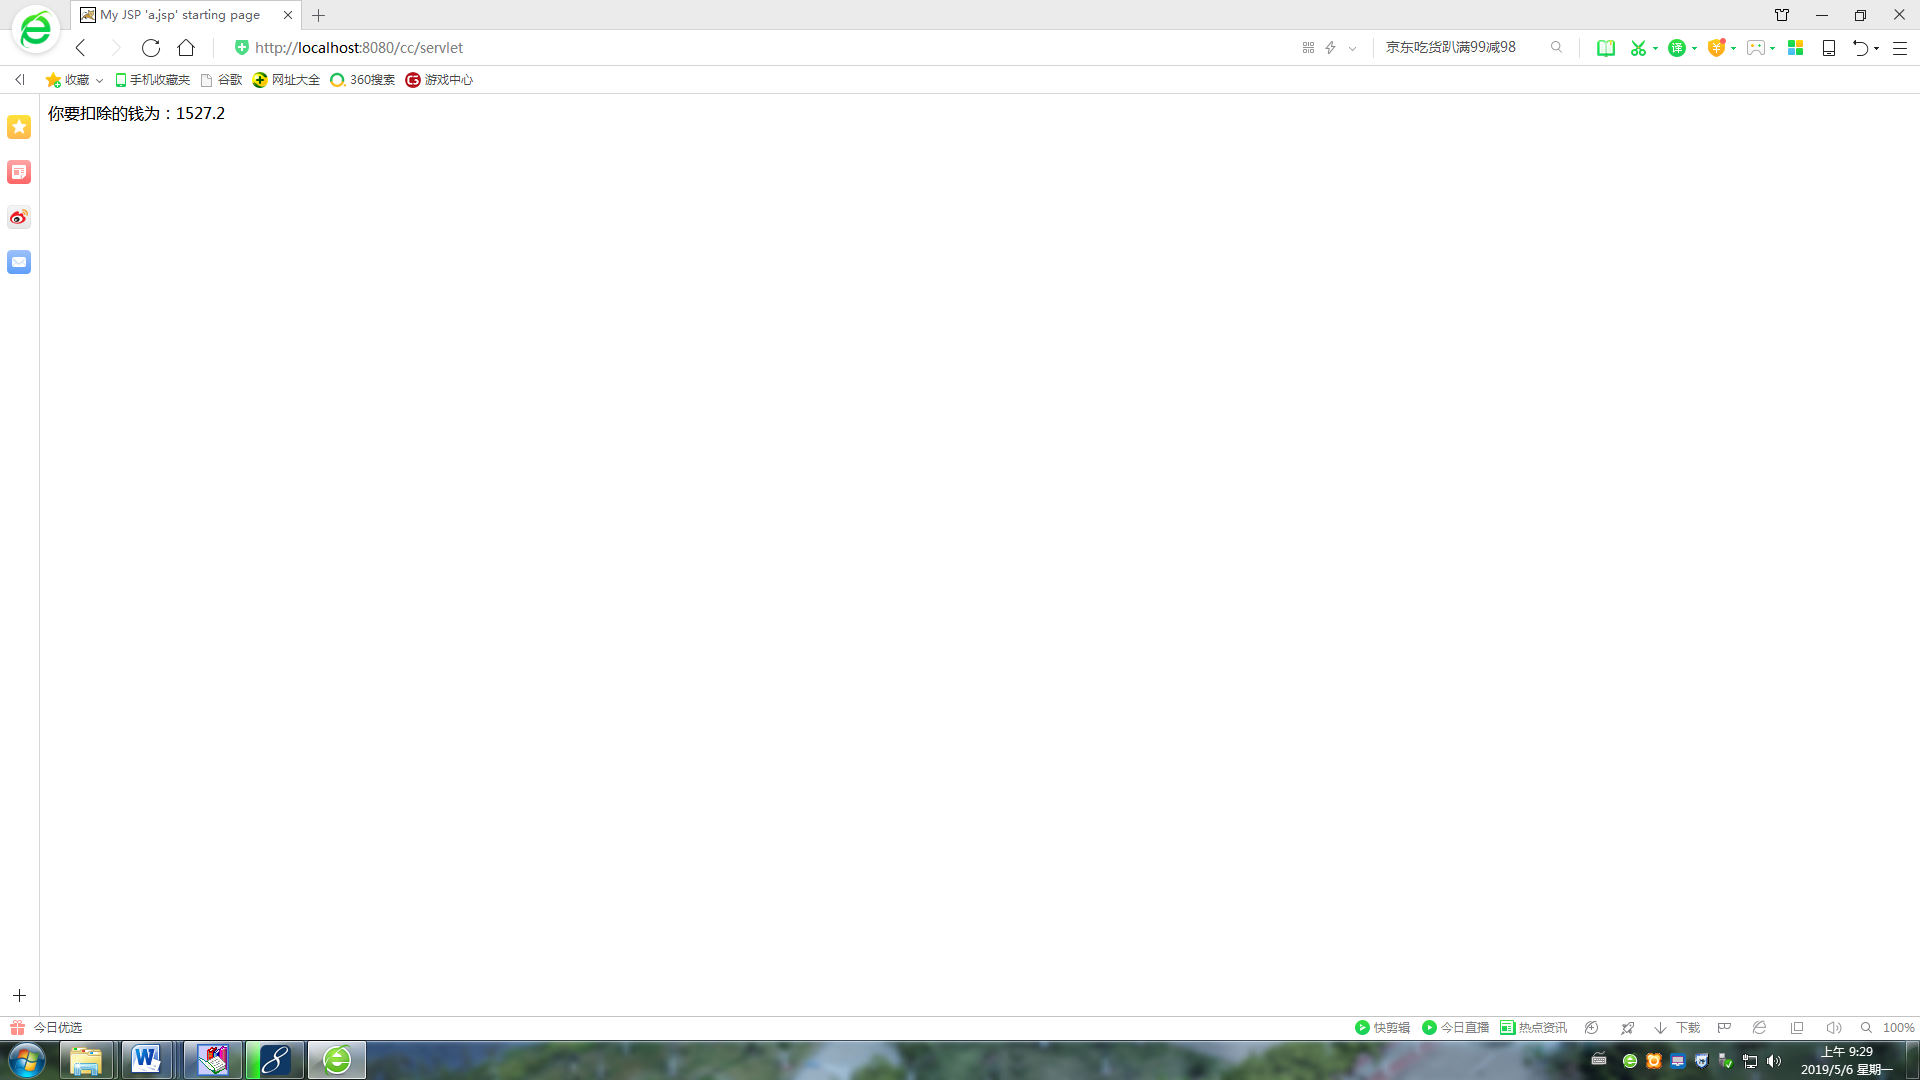 My JSP 'a.jsp' starting page
http://localhost:8080/cc/servlet
京东吃货趴满99减98
译
收藏
手机收藏夹
谷歌
网址大全
360搜索
游戏中心
你要扣除的钱为：1527.2
今日优选
快剪辑
今日直播
热点资讯
下载
100%
上午 9:29
2019/5/6 星期一